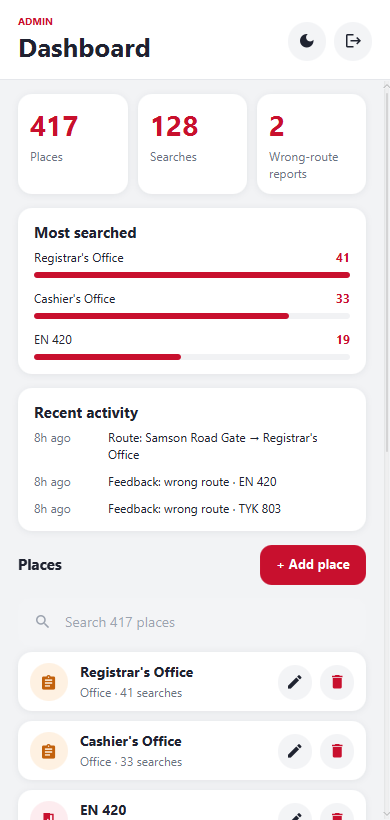 ADMIN
Dashboard
417
Places
128
Searches
2
Wrong-route
reports
Most searched
Registrar's Office 41
Cashier's Office 33
EN 420 19
Recent activity
8h ago Route: Samson Road Gate → Registrar's
Office
8h ago Feedback: wrong route · EN 420
8h ago Feedback: wrong route · TYK 803
Places
+ Add place
Search 417 places
Registrar's Office
Office · 41 searches
Cashier's Office
Office · 33 searches
EN 420